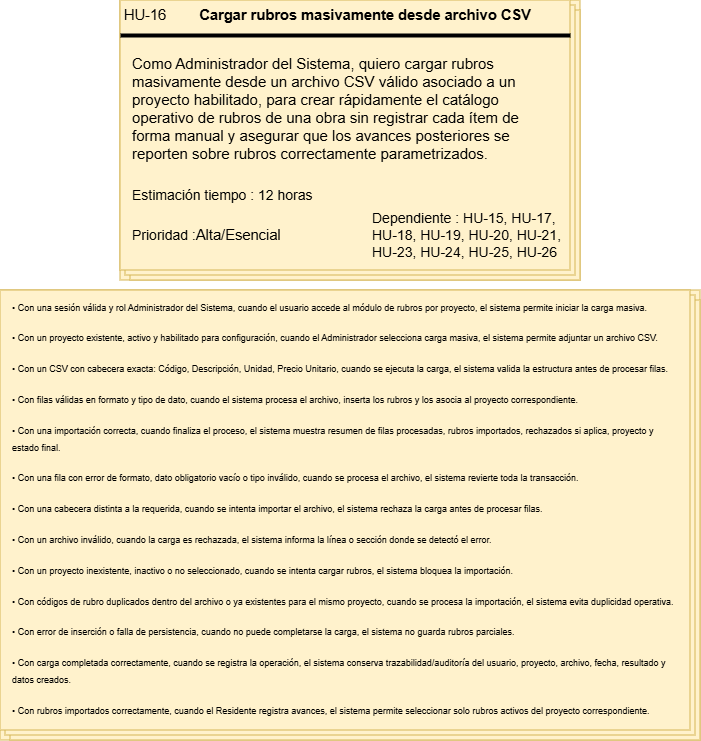 HU-16 Cargar rubros masivamente desde archivo CSV
Como Administrador del Sistema, quiero cargar rubros
masivamente desde un archivo CSV válido asociado a un
proyecto habilitado, para crear rápidamente el catálogo
operativo de rubros de una obra sin registrar cada ítem de
forma manual y asegurar que los avances posteriores se
reporten sobre rubros correctamente parametrizados.
Estimación tiempo : 12 horas
Prioridad :Alta/Esencial
Dependiente : HU-15, HU-17,
HU-18, HU-19, HU-20, HU-21,
HU-23, HU-24, HU-25, HU-26
• Con una sesión válida y rol Administrador del Sistema, cuando el usuario accede al módulo de rubros por proyecto, el sistema permite iniciar la carga masiva.
• Con un proyecto existente, activo y habilitado para configuración, cuando el Administrador selecciona carga masiva, el sistema permite adjuntar un archivo CSV.
• Con un CSV con cabecera exacta: Código, Descripción, Unidad, Precio Unitario, cuando se ejecuta la carga, el sistema valida la estructura antes de procesar filas.
• Con filas válidas en formato y tipo de dato, cuando el sistema procesa el archivo, inserta los rubros y los asocia al proyecto correspondiente.
• Con una importación correcta, cuando finaliza el proceso, el sistema muestra resumen de filas procesadas, rubros importados, rechazados si aplica, proyecto y
estado final.
• Con una fila con error de formato, dato obligatorio vacío o tipo inválido, cuando se procesa el archivo, el sistema revierte toda la transacción.
• Con una cabecera distinta a la requerida, cuando se intenta importar el archivo, el sistema rechaza la carga antes de procesar filas.
• Con un archivo inválido, cuando la carga es rechazada, el sistema informa la línea o sección donde se detectó el error.
• Con un proyecto inexistente, inactivo o no seleccionado, cuando se intenta cargar rubros, el sistema bloquea la importación.
• Con códigos de rubro duplicados dentro del archivo o ya existentes para el mismo proyecto, cuando se procesa la importación, el sistema evita duplicidad operativa.
• Con error de inserción o falla de persistencia, cuando no puede completarse la carga, el sistema no guarda rubros parciales.
• Con carga completada correctamente, cuando se registra la operación, el sistema conserva trazabilidad/auditoría del usuario, proyecto, archivo, fecha, resultado y
datos creados.
• Con rubros importados correctamente, cuando el Residente registra avances, el sistema permite seleccionar solo rubros activos del proyecto correspondiente.